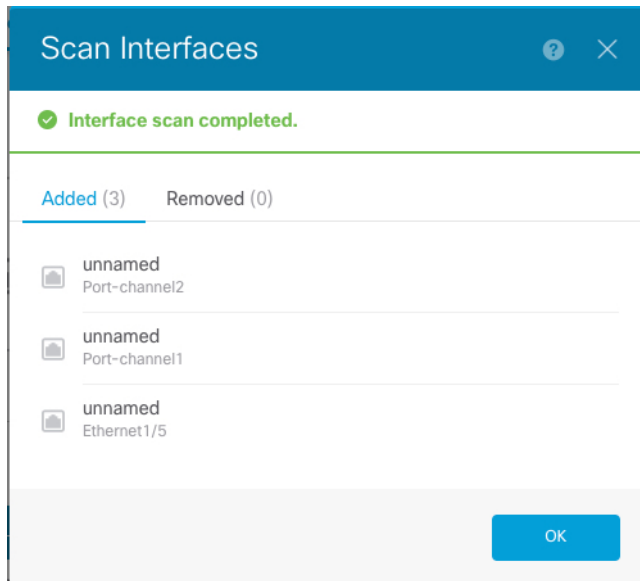 Scan Interfaces
Interface scan completed.
Added (3) Removed (0)
unnamed
Port-channel2
unnamed
Port-channel1
unnamed
Ethernet1/5
OK